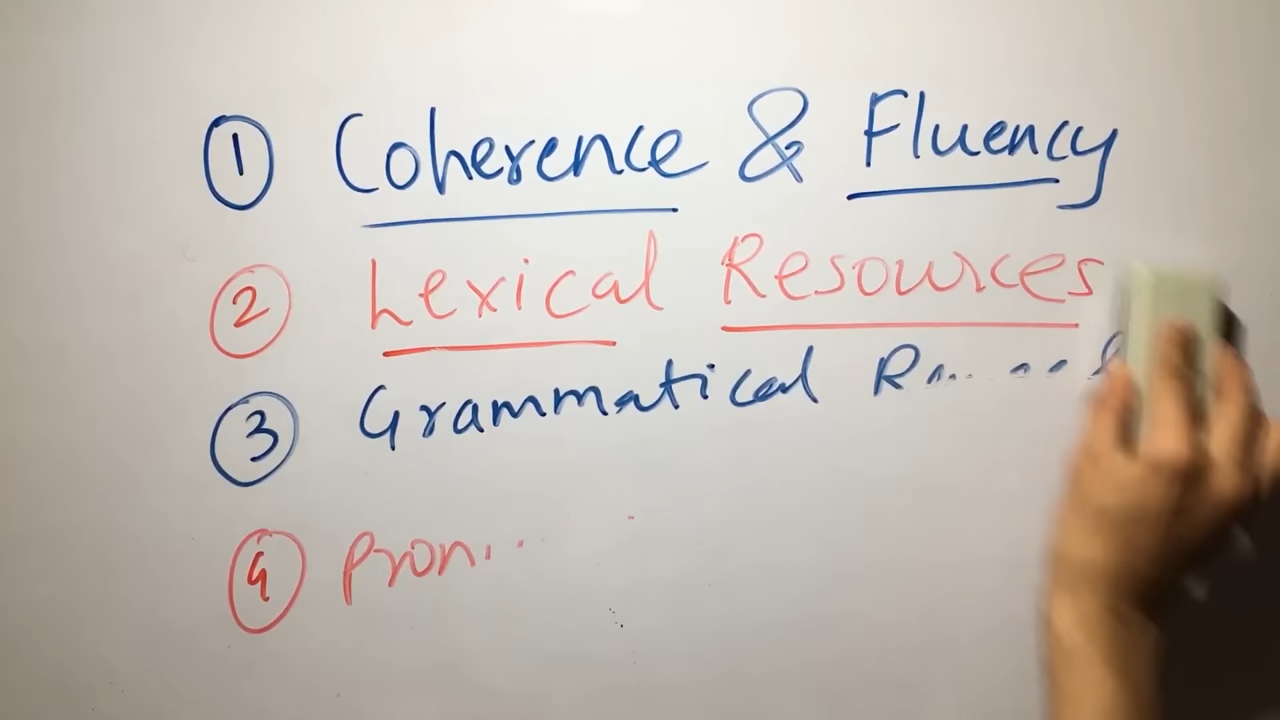 ① Coherence & Fluency
② Lexical Resources
③ Grammatical
④